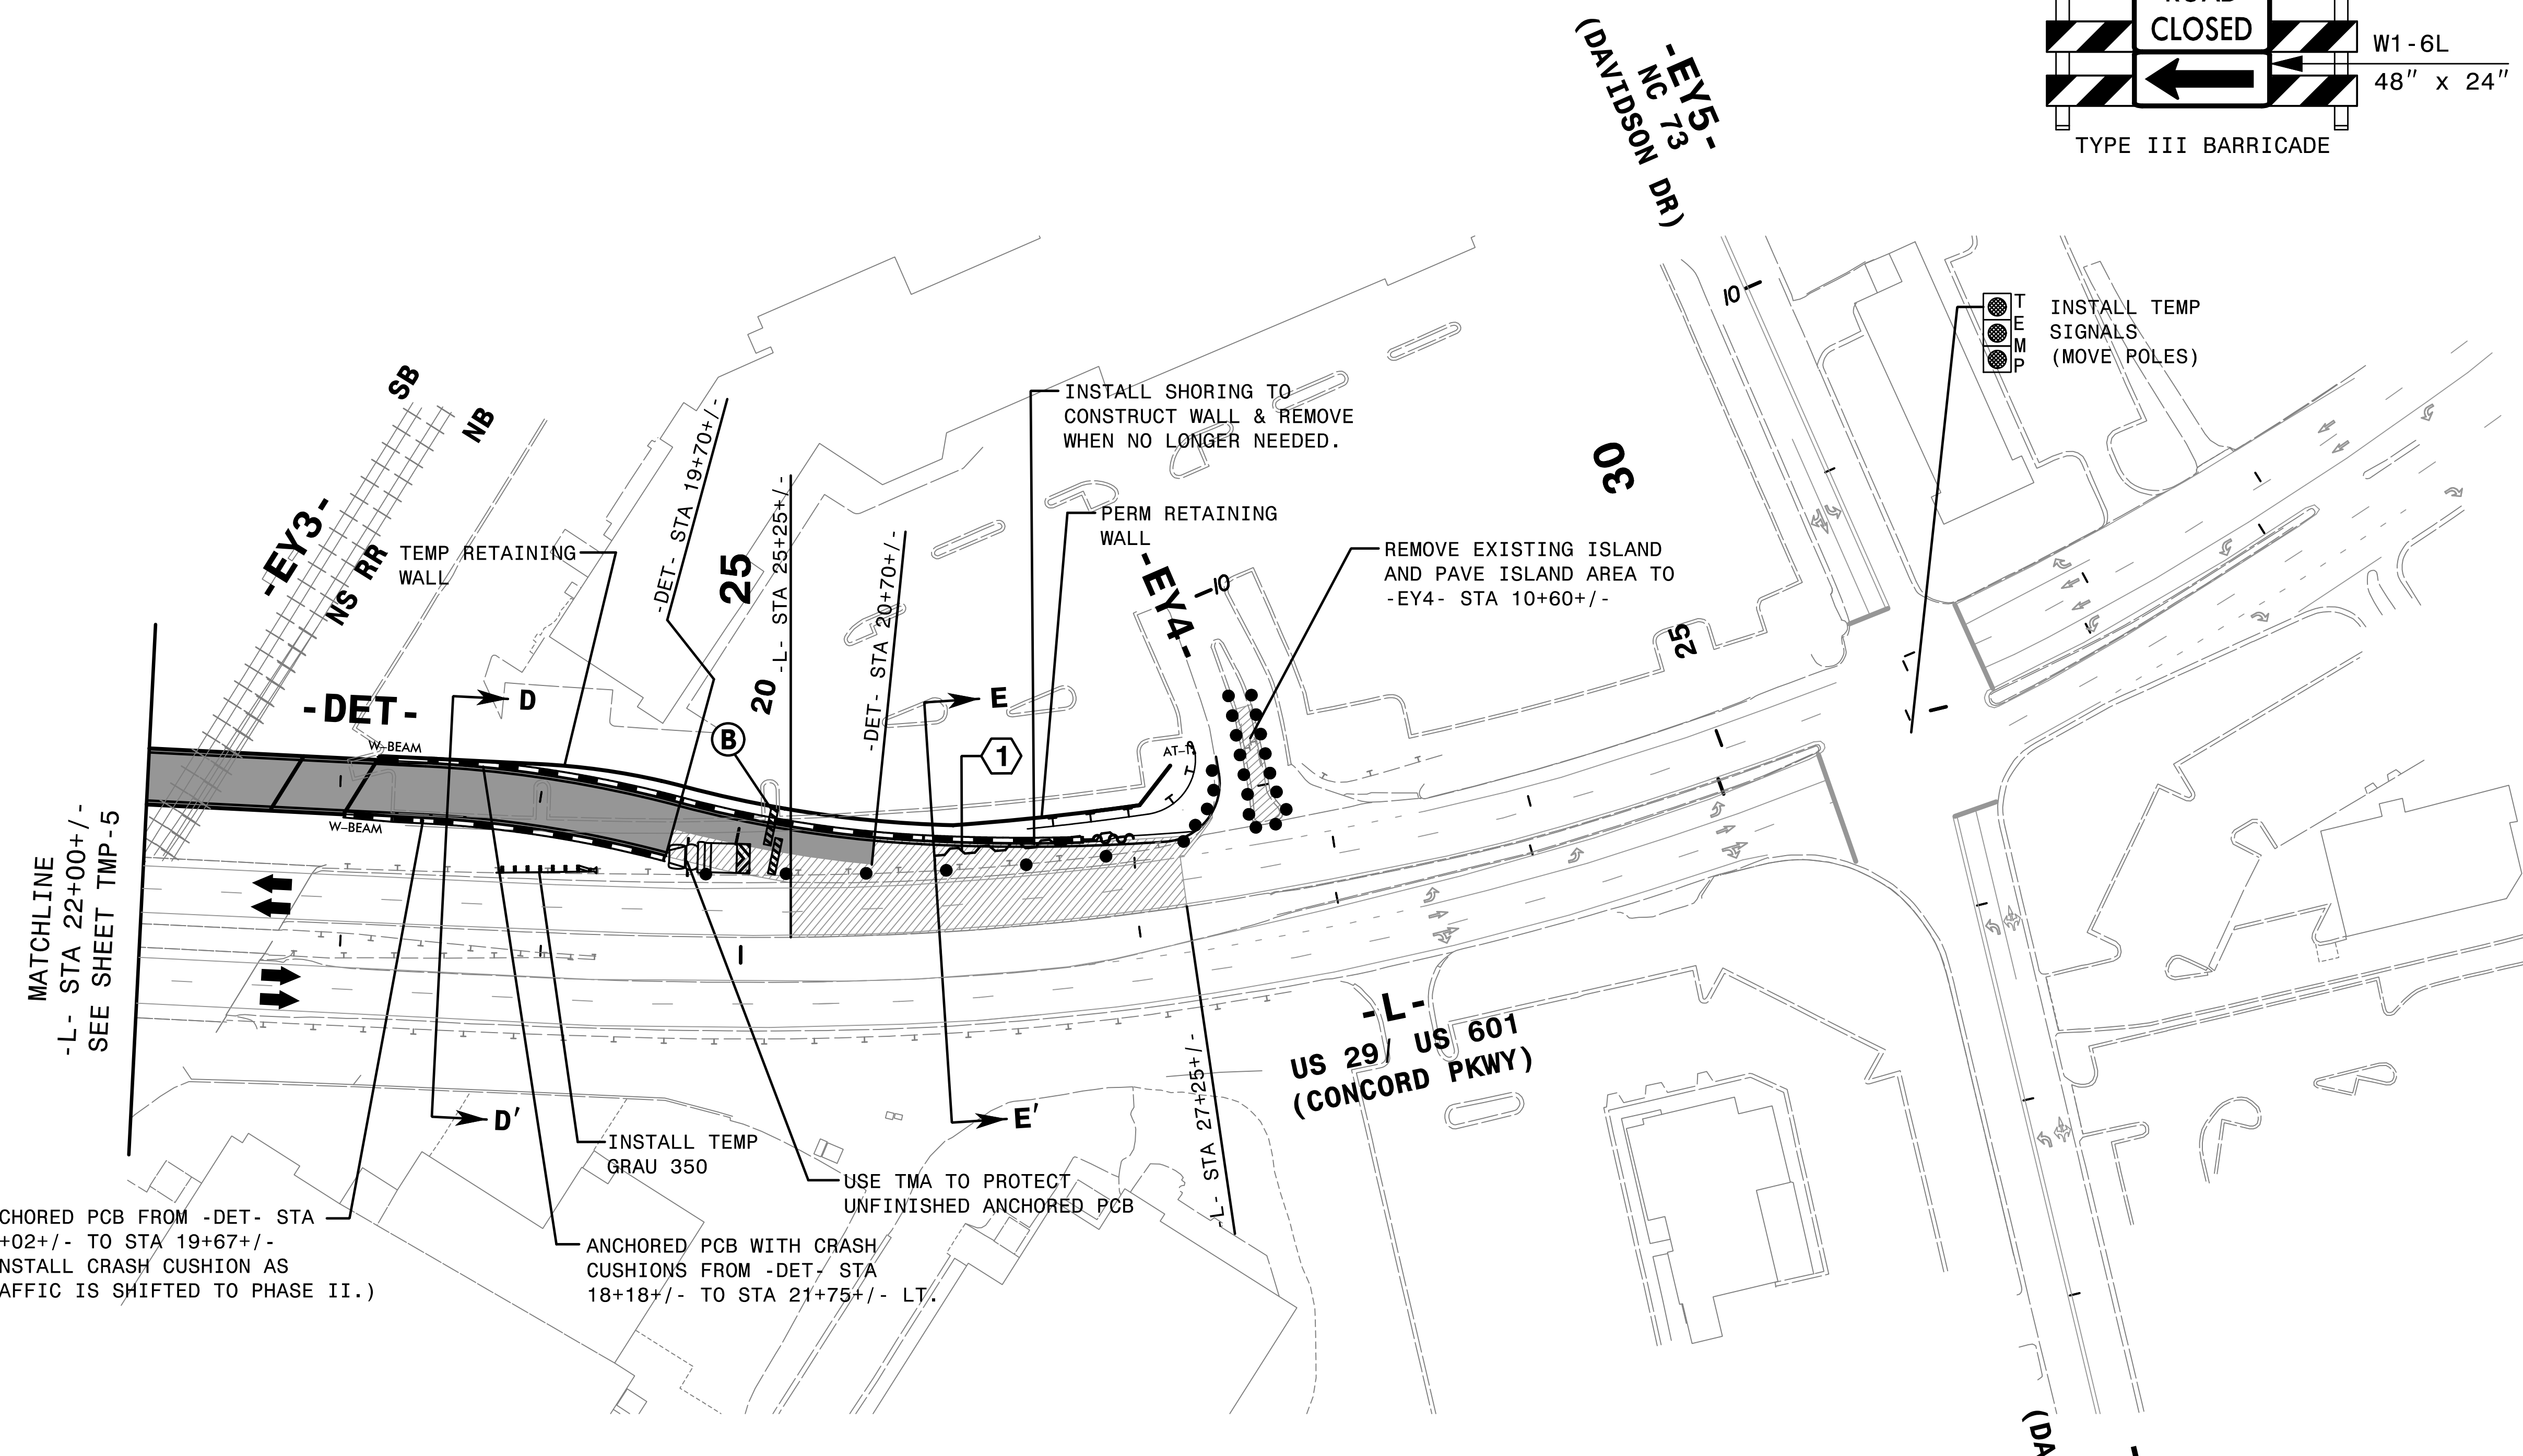 CLOSED
W1-6L
48" x 24"
TYPE III BARRICADE
-EY5-
NC 73
(DAVIDSON DR)
10
T
E
M
P
INSTALL TEMP
SIGNALS
(MOVE POLES)
SB
NB
-EY3-
NS RR
TEMP RETAINING
WALL
-DET- STA 19+70+/-
25
-L- STA 25+25+/-
20
-DET- STA 20+70+/-
INSTALL SHORING TO
CONSTRUCT WALL & REMOVE
WHEN NO LONGER NEEDED.
PERM RETAINING
WALL
-EY4-
10
30
REMOVE EXISTING ISLAND
AND PAVE ISLAND AREA TO
-EY4- STA 10+60+/-
25
-DET-
D
B
E
1
W-BEAM
W-BEAM
MATCHLINE
-L- STA 22+00+/-
SEE SHEET TMP-5
-L-
US 29/ US 601
(CONCORD PKWY)
-L- STA 27+25+/-
D'
E'
INSTALL TEMP
GRAU 350
USE TMA TO PROTECT
UNFINISHED ANCHORED PCB
CHORED PCB FROM -DET- STA
+02+/- TO STA 19+67+/-
NSTALL CRASH CUSHION AS
AFFIC IS SHIFTED TO PHASE II.)
ANCHORED PCB WITH CRASH
CUSHIONS FROM -DET- STA
18+18+/- TO STA 21+75+/- LT.
(DA